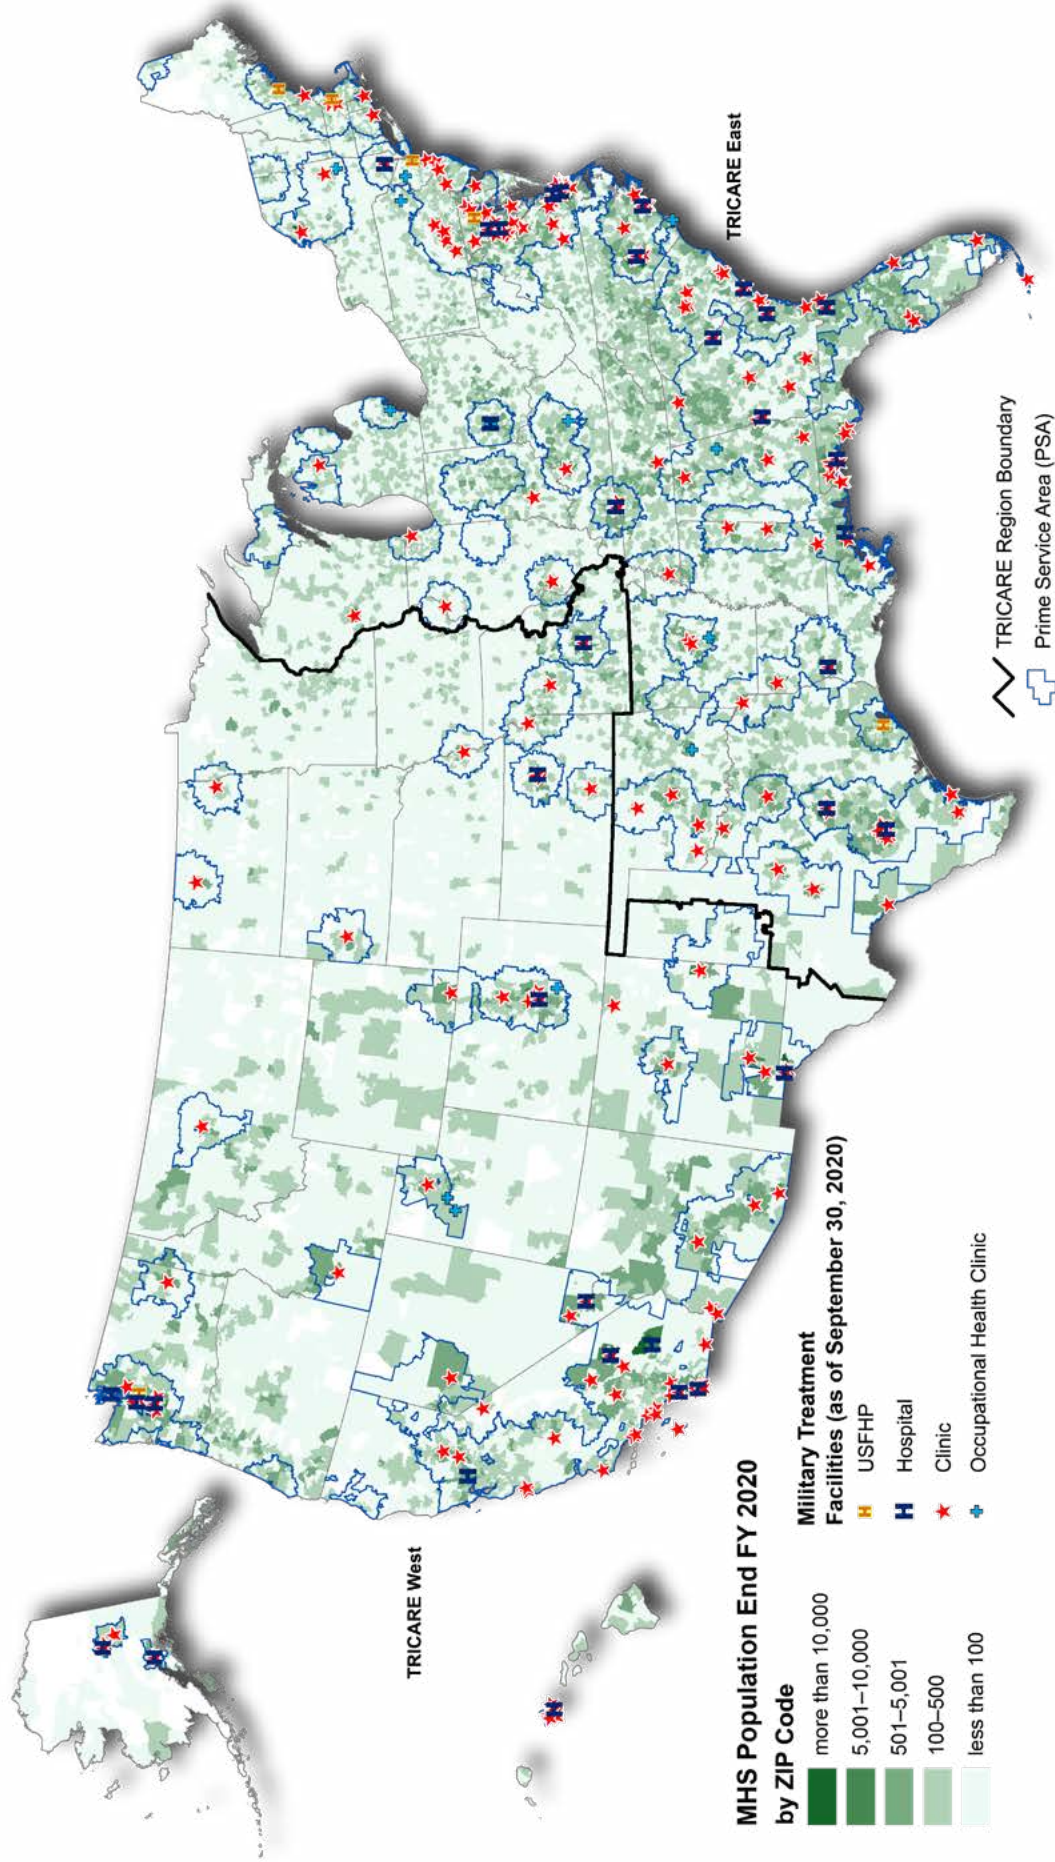 TRICARE West
TRICARE East
MHS Population End FY 2020
by ZIP Code
more than 10,000
5,001–10,000
501–5,001
100–500
less than 100
Military Treatment
Facilities (as of September 30, 2020)
H USFHP
H Hospital
Clinic
Occupational Health Clinic
TRICARE Region Boundary
Prime Service Area (PSA)